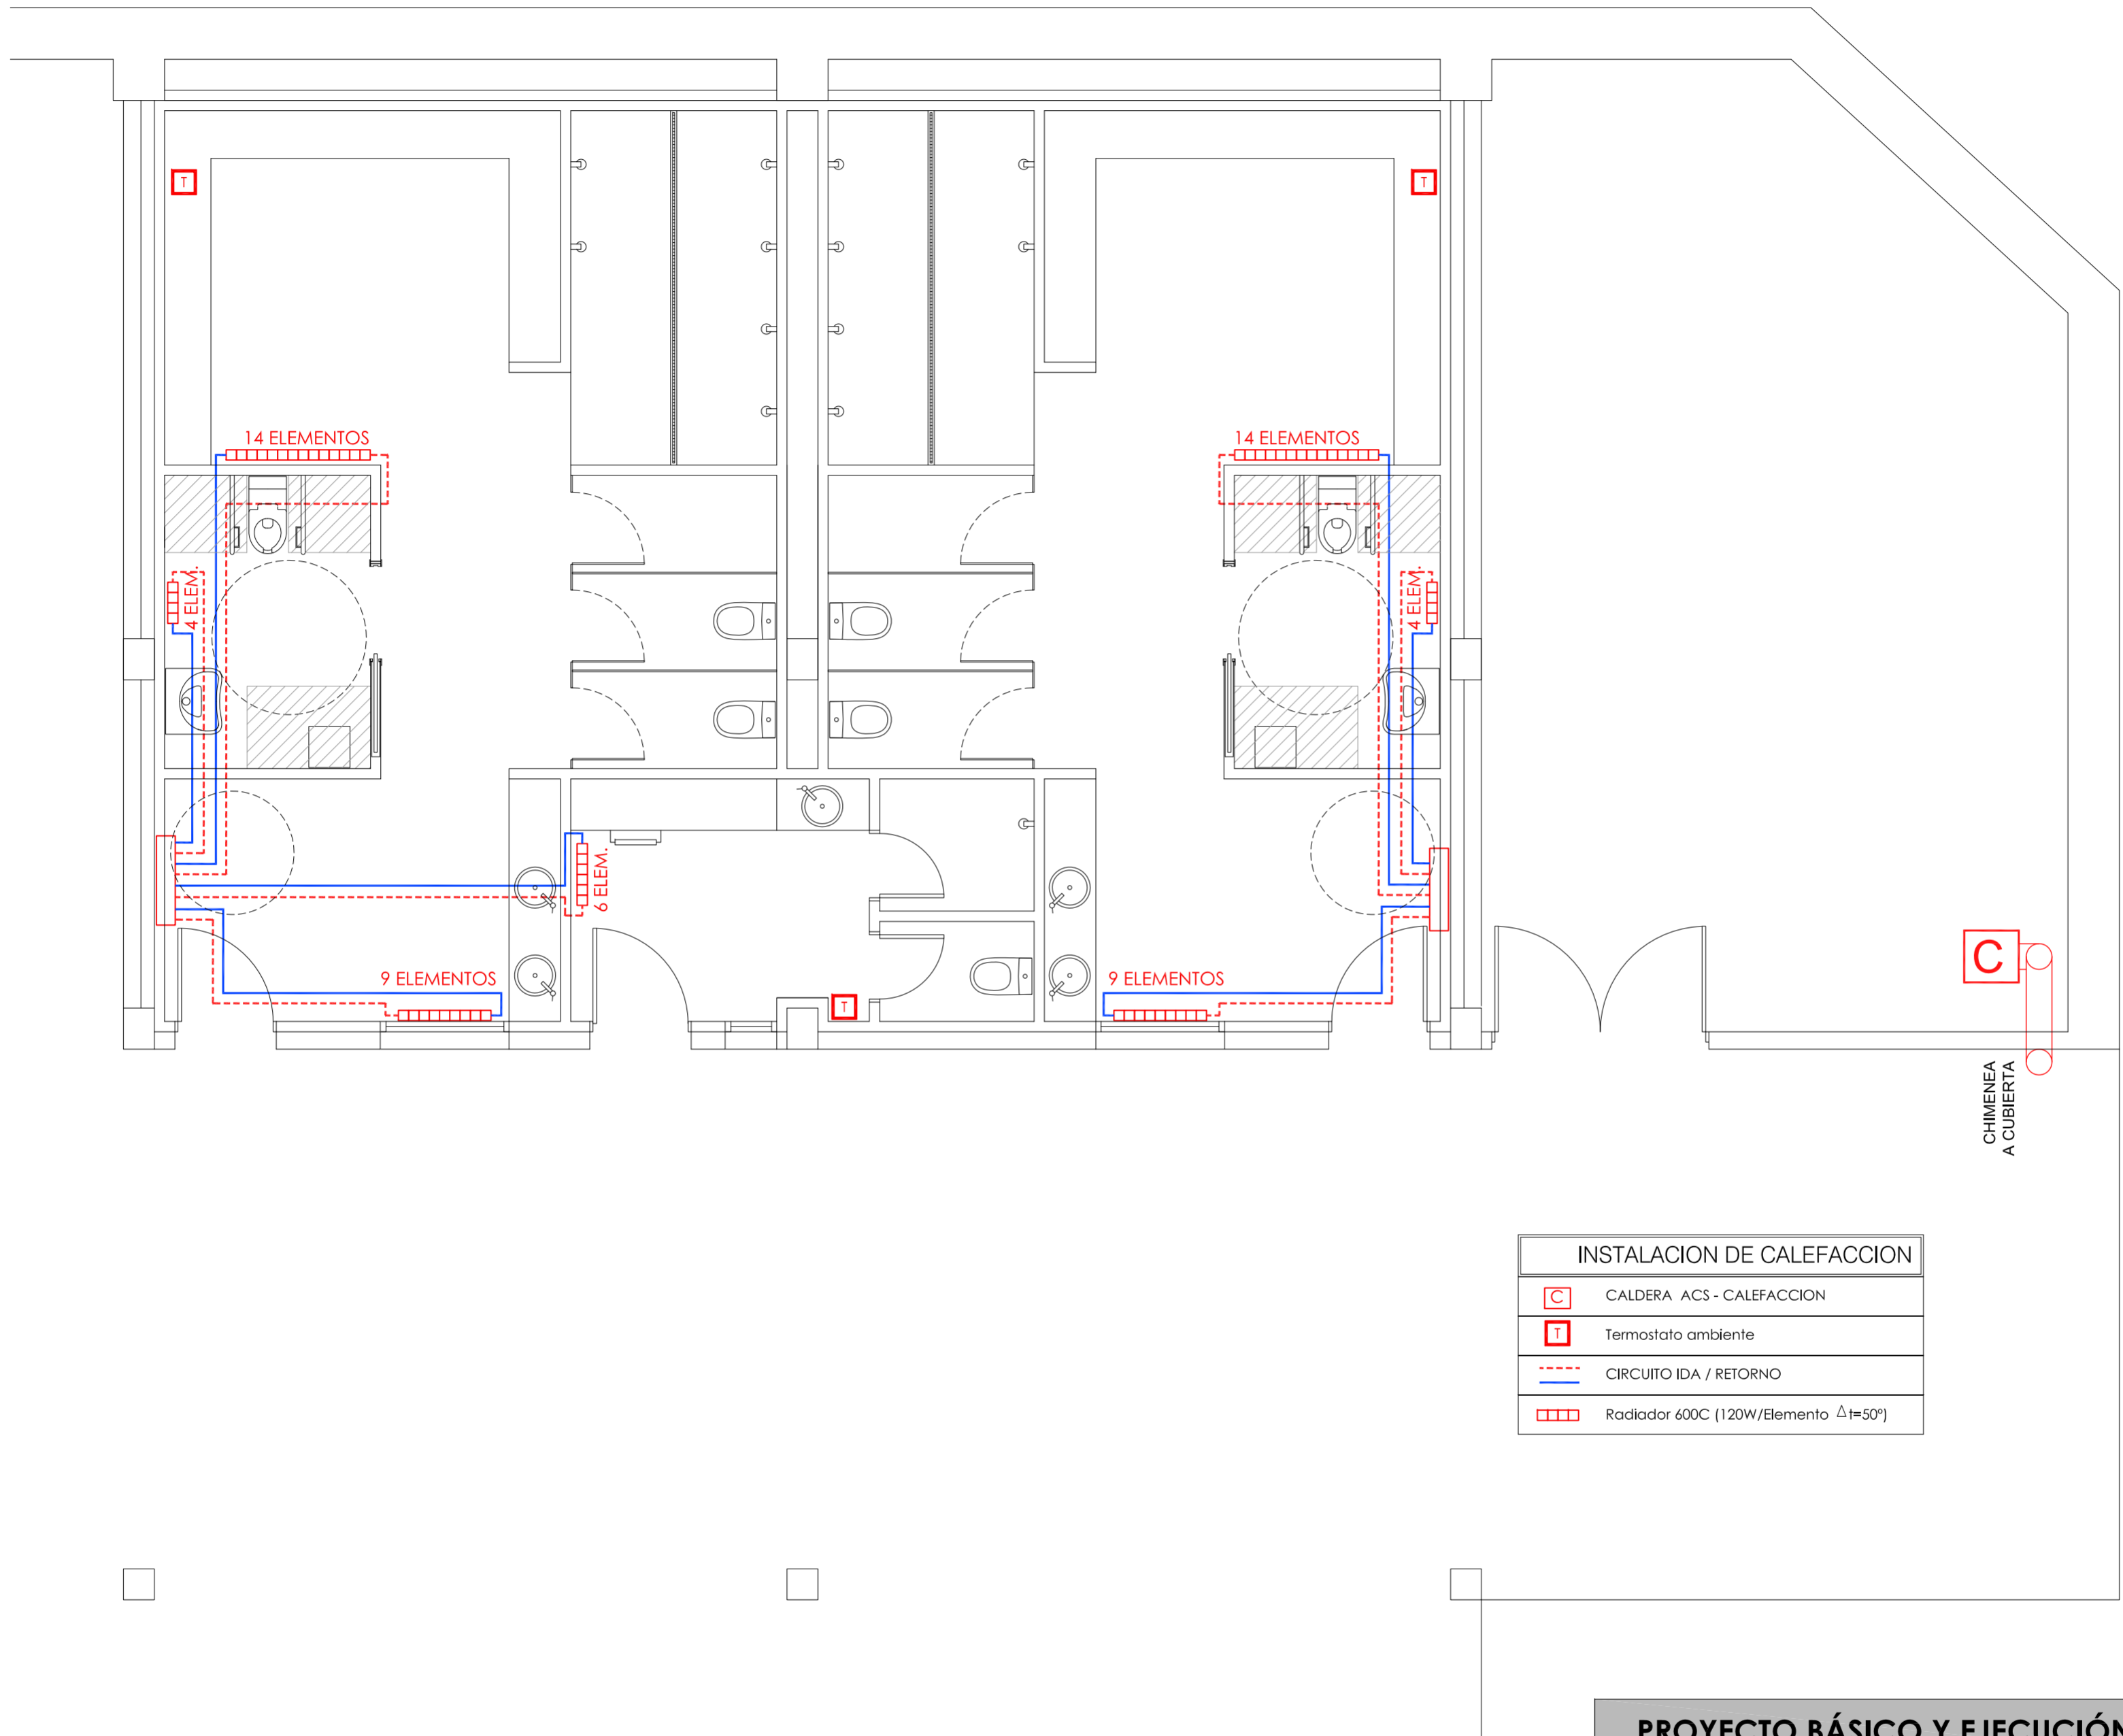 T
T
14 ELEMENTOS
14 ELEMENTOS
4 ELEM.
4 ELEM.
6 ELEM.
9 ELEMENTOS
9 ELEMENTOS
T
C
CHIMENEA
A CUBIERTA
INSTALACION DE CALEFACCION
C CALDERA ACS - CALEFACCION
T Termostato ambiente
CIRCUITO IDA / RETORNO
Radiador 600C (120W/Elemento Δt=50º)
PROYECTO BÁSICO Y EJECUCIÓN